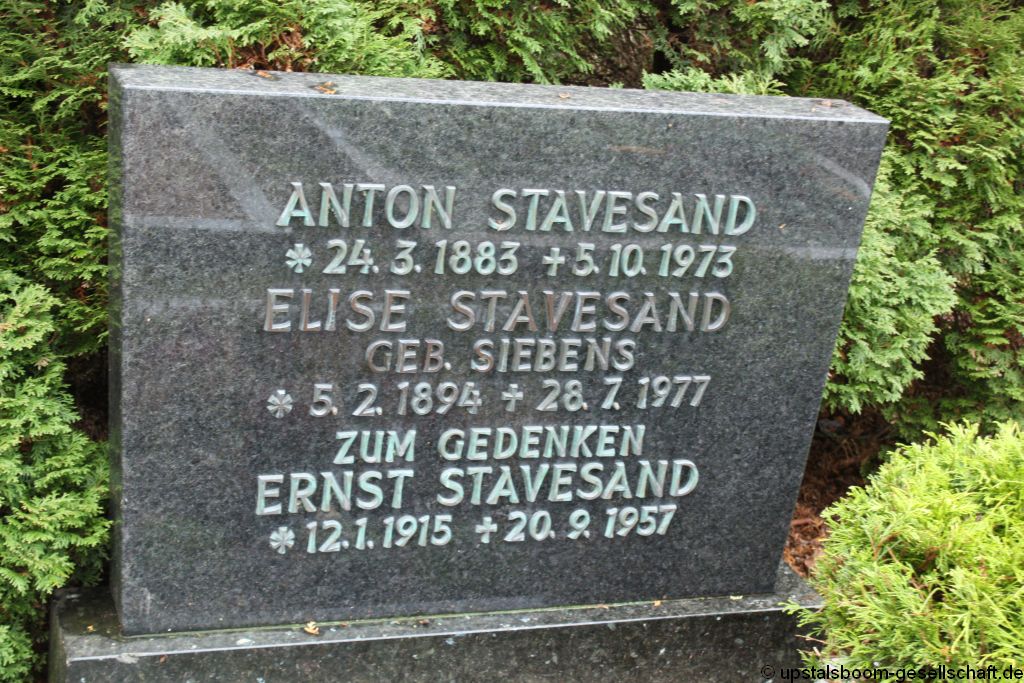 ANTON STAVESAND
* 24.3.1883 +5.10.1973
ELISE STAVESAND
GEB. SIEBENS
* 5.2.1894 + 28.7.1977
ZUM GEDENKEN
ERNST STAVESAND
* 12.1.1915 + 20.9.1957
© upstalsboom-gesellschaft.de